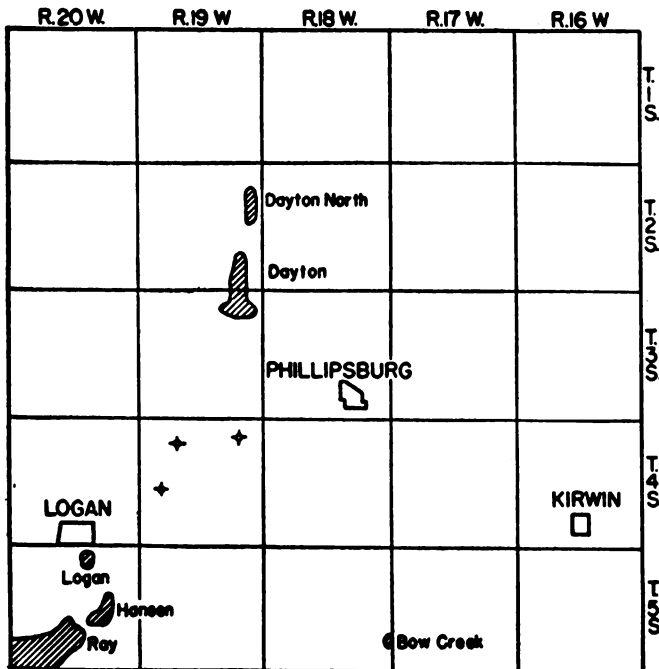 R.20 W. R.19 W R.18 W. R.17 W. R.16 W
T. 1 S.
Dayton North
T. 2 S.
Dayton
T. 3 S.
PHILLIPSBURG
T. 4 S
LOGAN
KIRWIN
Logan
Hansen
T. 5 S
Ray
Bow Creek